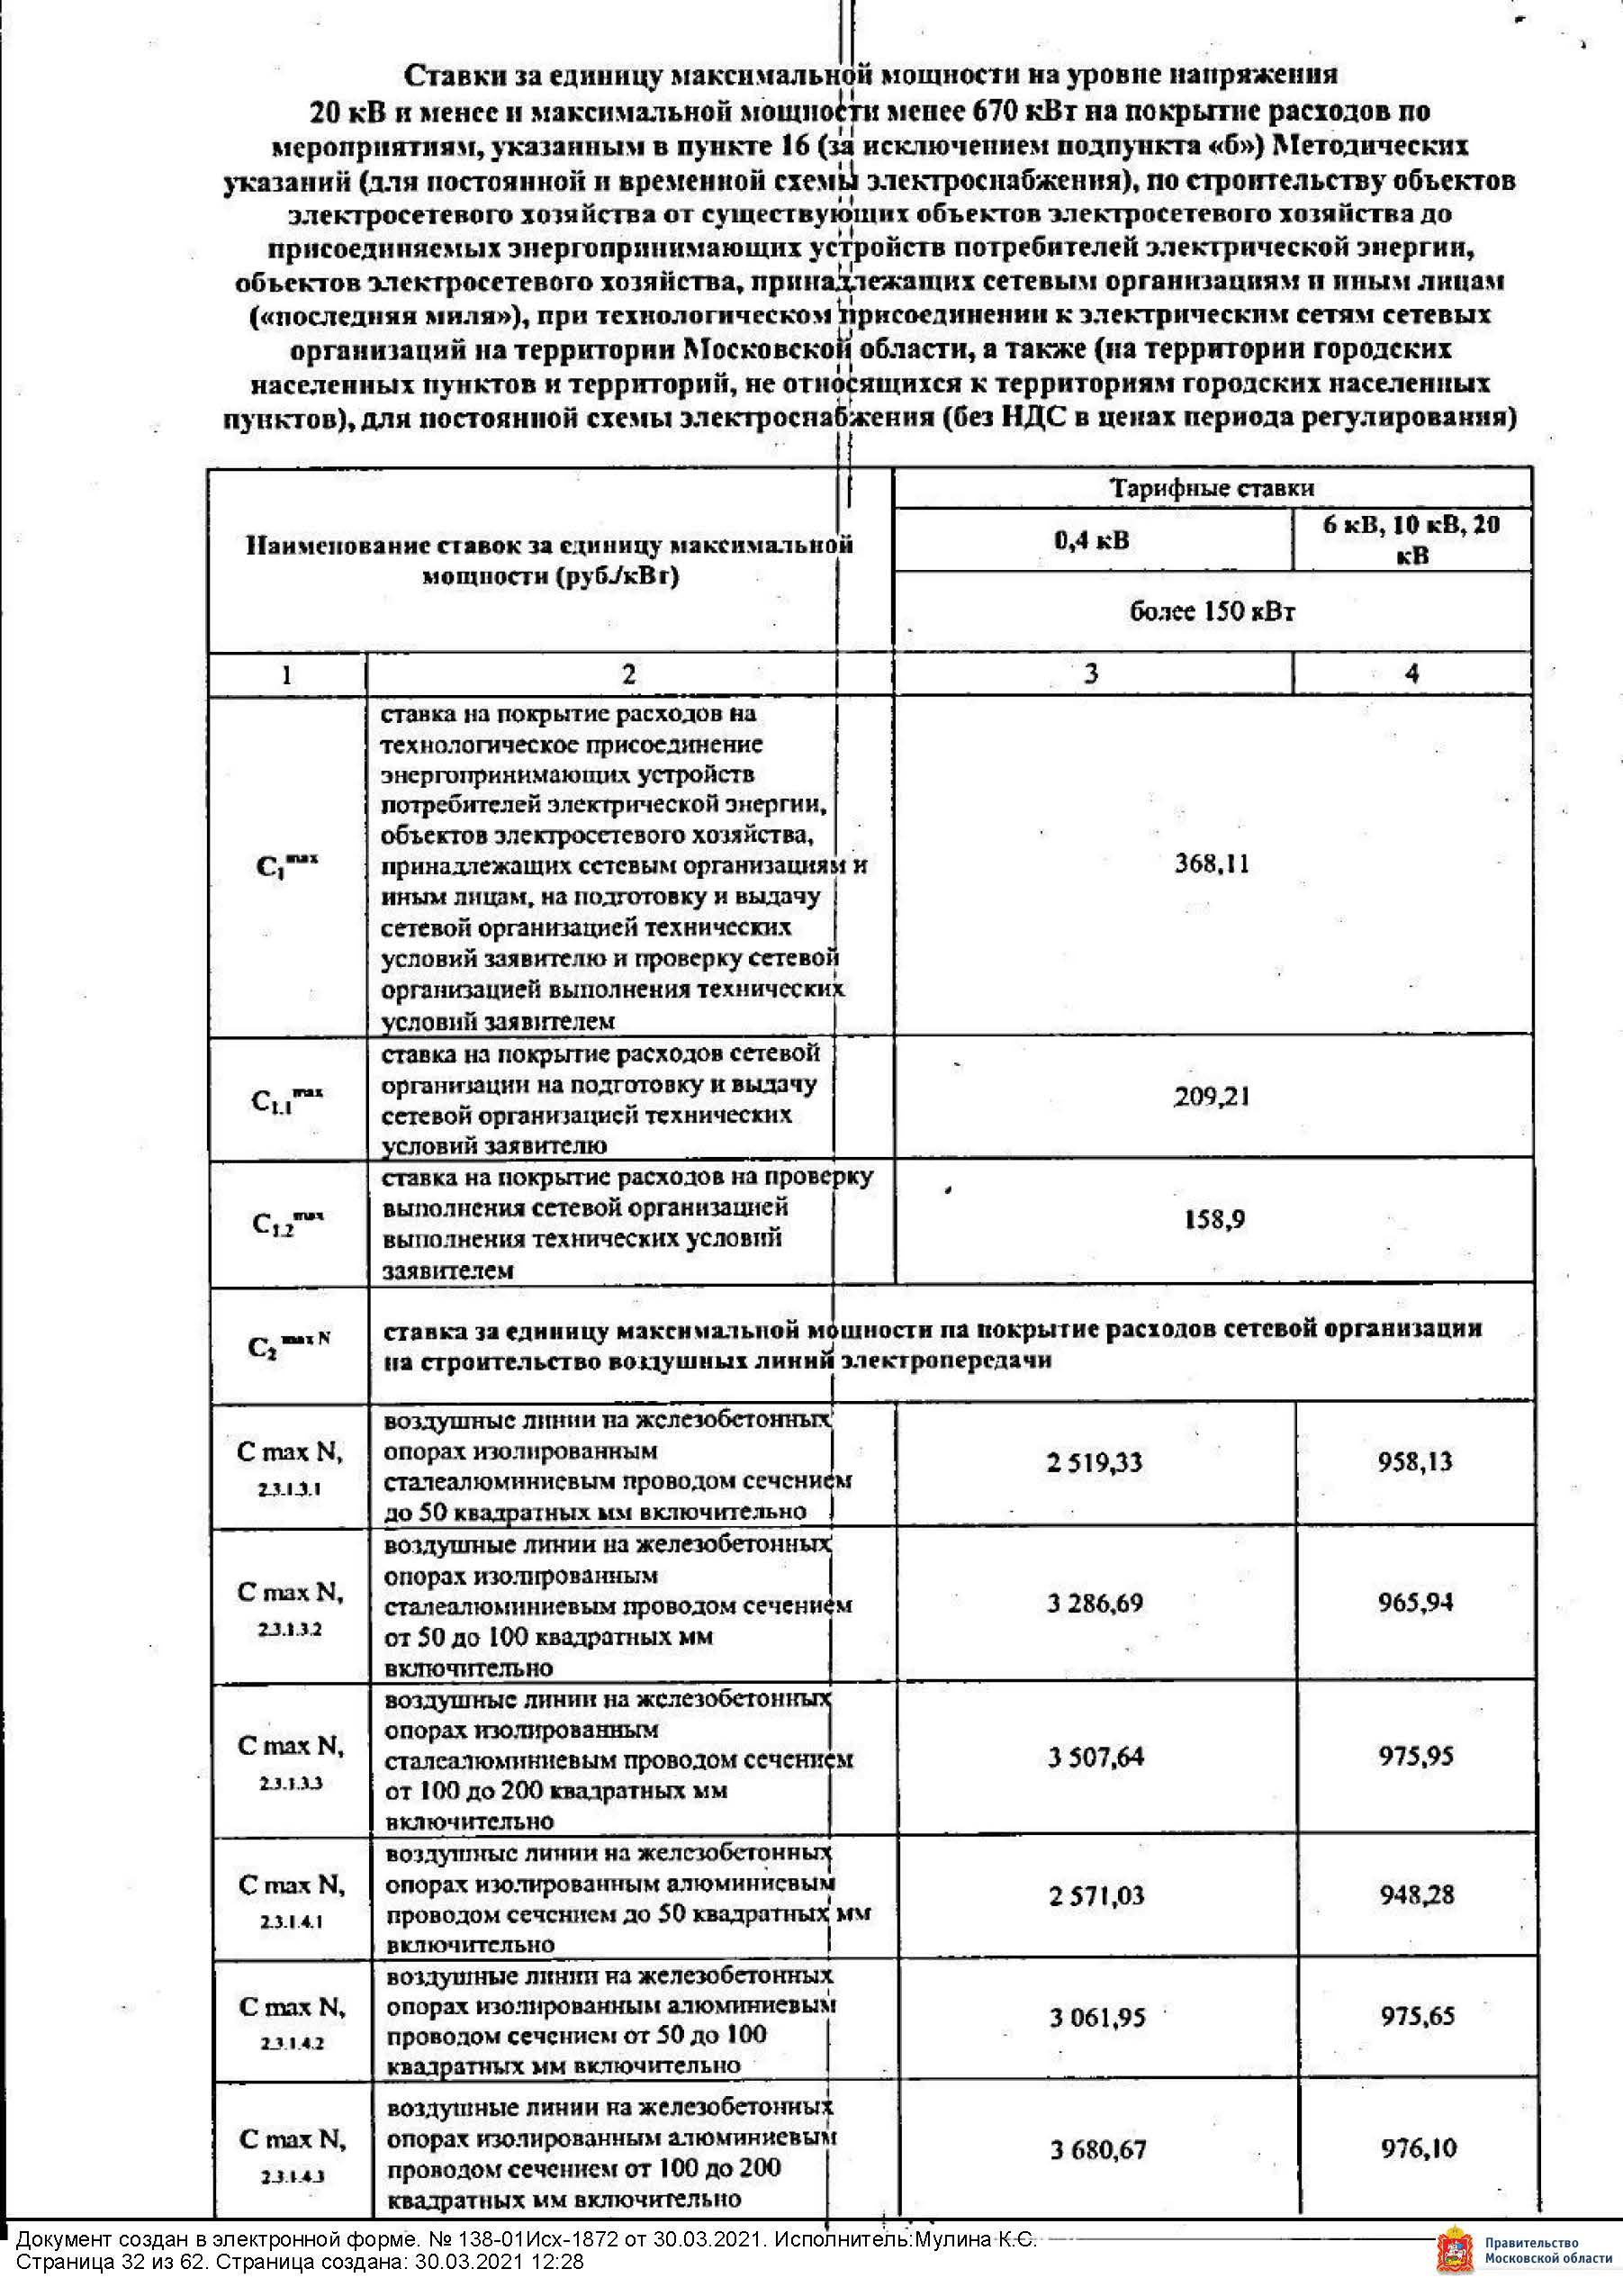 Ставки за единицу максимальной мощности на уровне напряжения
20 кВ и менее и максимальной мощности менее 670 кВт на покрытие расходов по
мероприятиям, указанным в пункте 16 (за исключением подпункта «б») Методических
указаний (для постоянной и временной схемы электроснабжения), по строительству объектов
электросетевого хозяйства от существующих объектов электросетевого хозяйства до
присоединяемых энергопринимающих устройств потребителей электрической энергии,
объектов электросетевого хозяйства, принадлежащих сетевым организациям и иным лицам
(«последняя миля»), при технологическом присоединении к электрическим сетям сетевых
организаций на территории Московской области, а также (на территории городских
населенных пунктов и территорий, не относящихся к территориям городских населенных
пунктов), для постоянной схемы электроснабжения (без НДС в ценах периода регулирования)
Наименование ставок за единицу максимальной
мощности (руб./кВт)
Тарифные ставки
0,4 кВ
6 кВ, 10 кВ, 20
кВ
более 150 кВт
1
2
3
4
C1 max
ставка на покрытие расходов на
технологическое присоединение
энергопринимающих устройств
потребителей электрической энергии,
объектов электросетевого хозяйства,
принадлежащих сетевым организациям и
иным лицам, на подготовку и выдачу
сетевой организацией технических
условий заявителю и проверку сетевой
организацией выполнения технических
условий заявителем
368,11
C1.1 max
ставка на покрытие расходов сетевой
организации на подготовку и выдачу
сетевой организацией технических
условий заявителю
209,21
C1.2 max
ставка на покрытие расходов на проверку
выполнения сетевой организацией
выполнения технических условий
заявителем
158,9
C2 max N
ставка за единицу максимальной мощности на покрытие расходов сетевой организации
на строительство воздушных линий электропередачи
C max N,
2.3.1.3.1
воздушные линии на железобетонных
опорах изолированным
сталеалюминиевым проводом сечением
до 50 квадратных мм включительно
2 519,33
958,13
C max N,
2.3.1.3.2
воздушные линии на железобетонных
опорах изолированным
сталеалюминиевым проводом сечением
от 50 до 100 квадратных мм
включительно
3 286,69
965,94
C max N,
2.3.1.3.3
воздушные линии на железобетонных
опорах изолированным
сталеалюминиевым проводом сечением
от 100 до 200 квадратных мм
включительно
3 507,64
975,95
C max N,
2.3.1.4.1
воздушные линии на железобетонных
опорах изолированным алюминиевым
проводом сечением до 50 квадратных мм
включительно
2 571,03
948,28
C max N,
2.3.1.4.2
воздушные линии на железобетонных
опорах изолированным алюминиевым
проводом сечением от 50 до 100
квадратных мм включительно
3 061,95
975,65
C max N,
2.3.1.4.3
воздушные линии на железобетонных
опорах изолированным алюминиевым
проводом сечением от 100 до 200
квадратных мм включительно
3 680,67
976,10
Документ создан в электронной форме. № 138-01Исх-1872 от 30.03.2021. Исполнитель:Мулина К.С.
Страница 32 из 62. Страница создана: 30.03.2021 12:28
Правительство
Московской области